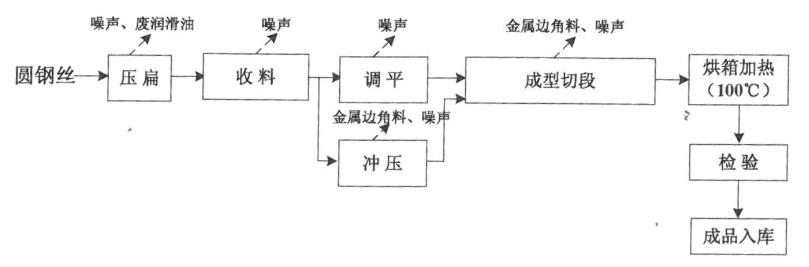 噪声、废润滑油
噪声
噪声
金属边角料、噪声
圆钢丝
压扁
收料
调平
成型切段
烘箱加热
（100℃）
金属边角料、噪声
冲压
检验
成品入库